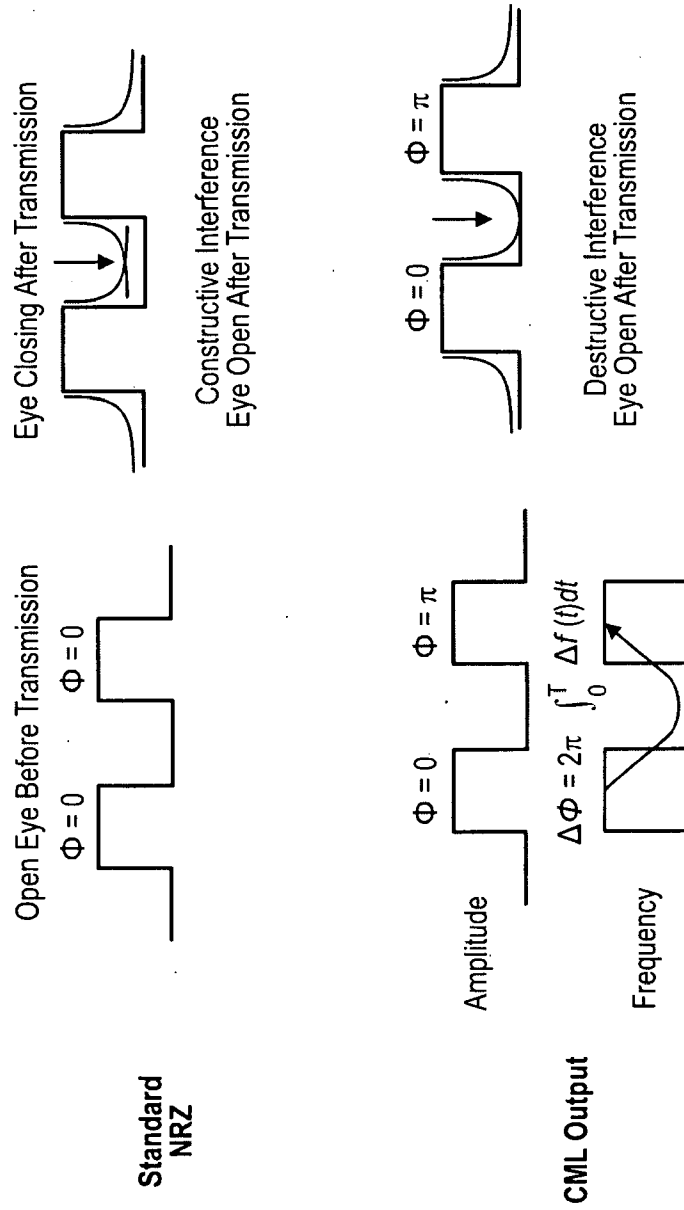 Standard
NRZ
Open Eye Before Transmission
Φ = 0
Φ = 0
Eye Closing After Transmission
Constructive Interference
Eye Open After Transmission
CML Output
Amplitude
Φ = 0
Φ = π
Frequency
ΔΦ = 2π ∫₀ᵀ Δf (t)dt
Φ = 0
Φ = π
Destructive Interference
Eye Open After Transmission